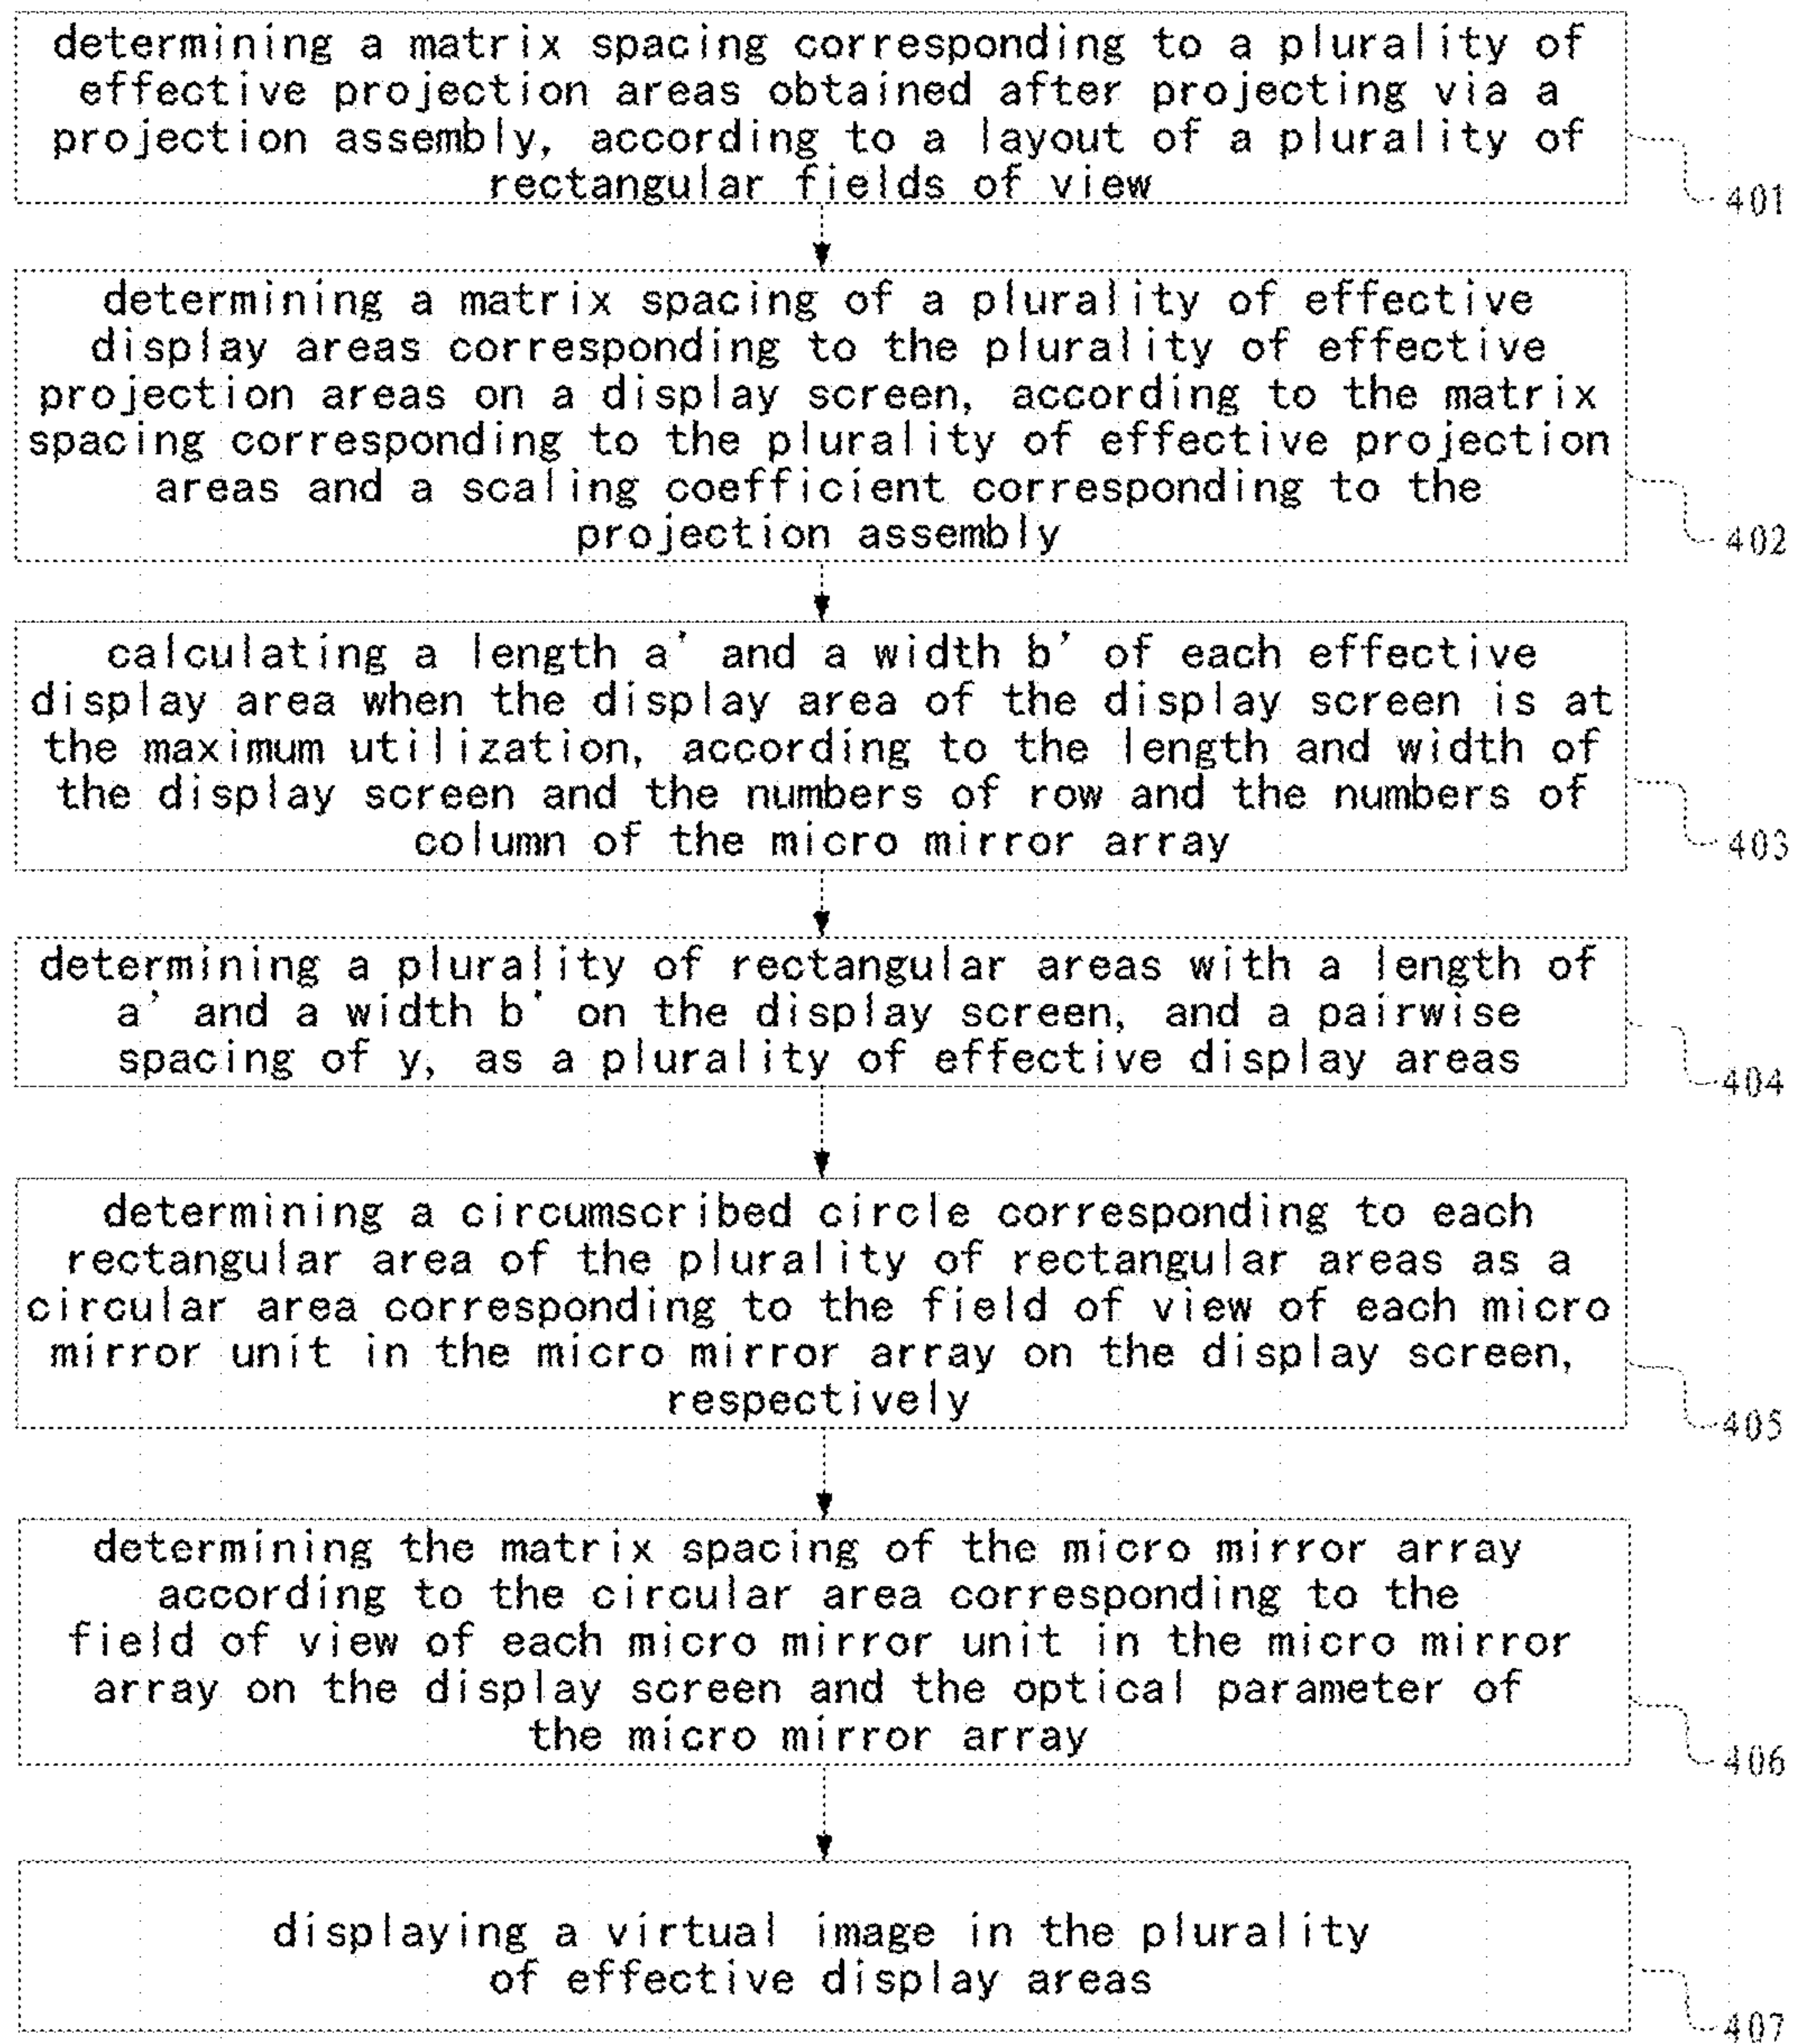 determining a matrix spacing corresponding to a plurality of
effective projection areas obtained after projecting via a
projection assembly, according to a layout of a plurality of
rectangular fields of view
401
determining a matrix spacing of a plurality of effective
display areas corresponding to the plurality of effective
projection areas on a display screen, according to the matrix
spacing corresponding to the plurality of effective projection
areas and a scaling coefficient corresponding to the
projection assembly
402
calculating a length a' and a width b' of each effective
display area when the display area of the display screen is at
the maximum utilization, according to the length and width of
the display screen and the numbers of row and the numbers of
column of the micro mirror array
403
determining a plurality of rectangular areas with a length of
a' and a width b' on the display screen, and a pairwise
spacing of y, as a plurality of effective display areas
404
determining a circumscribed circle corresponding to each
rectangular area of the plurality of rectangular areas as a
circular area corresponding to the field of view of each micro
mirror unit in the micro mirror array on the display screen,
respectively
405
determining the matrix spacing of the micro mirror array
according to the circular area corresponding to the
field of view of each micro mirror unit in the micro mirror
array on the display screen and the optical parameter of
the micro mirror array
406
displaying a virtual image in the plurality
of effective display areas
407